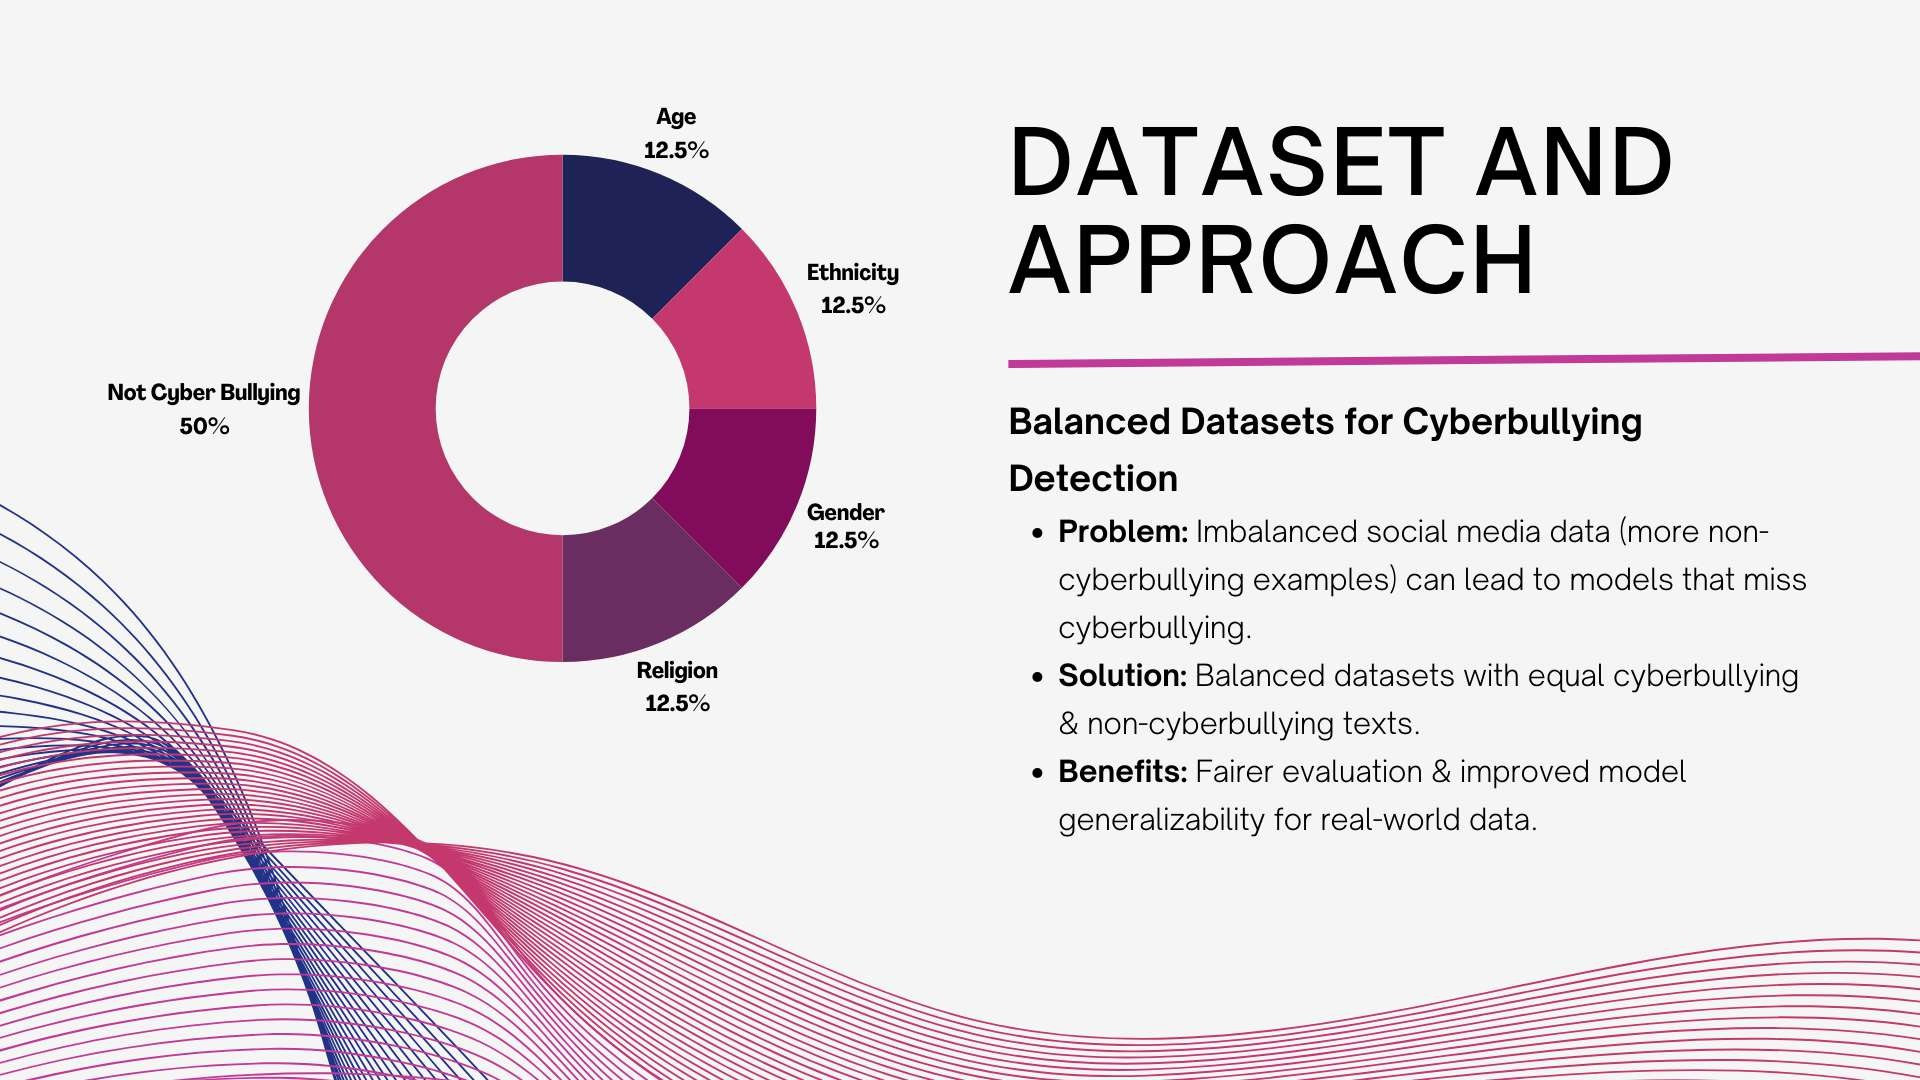 Age
12.5%
Ethnicity
12.5%
Not Cyber Bullying
50%
Gender
12.5%
Religion
12.5%
DATASET AND
APPROACH
Balanced Datasets for Cyberbullying
Detection
• Problem: Imbalanced social media data (more non-
cyberbullying examples) can lead to models that miss
cyberbullying.
• Solution: Balanced datasets with equal cyberbullying
& non-cyberbullying texts.
• Benefits: Fairer evaluation & improved model
generalizability for real-world data.